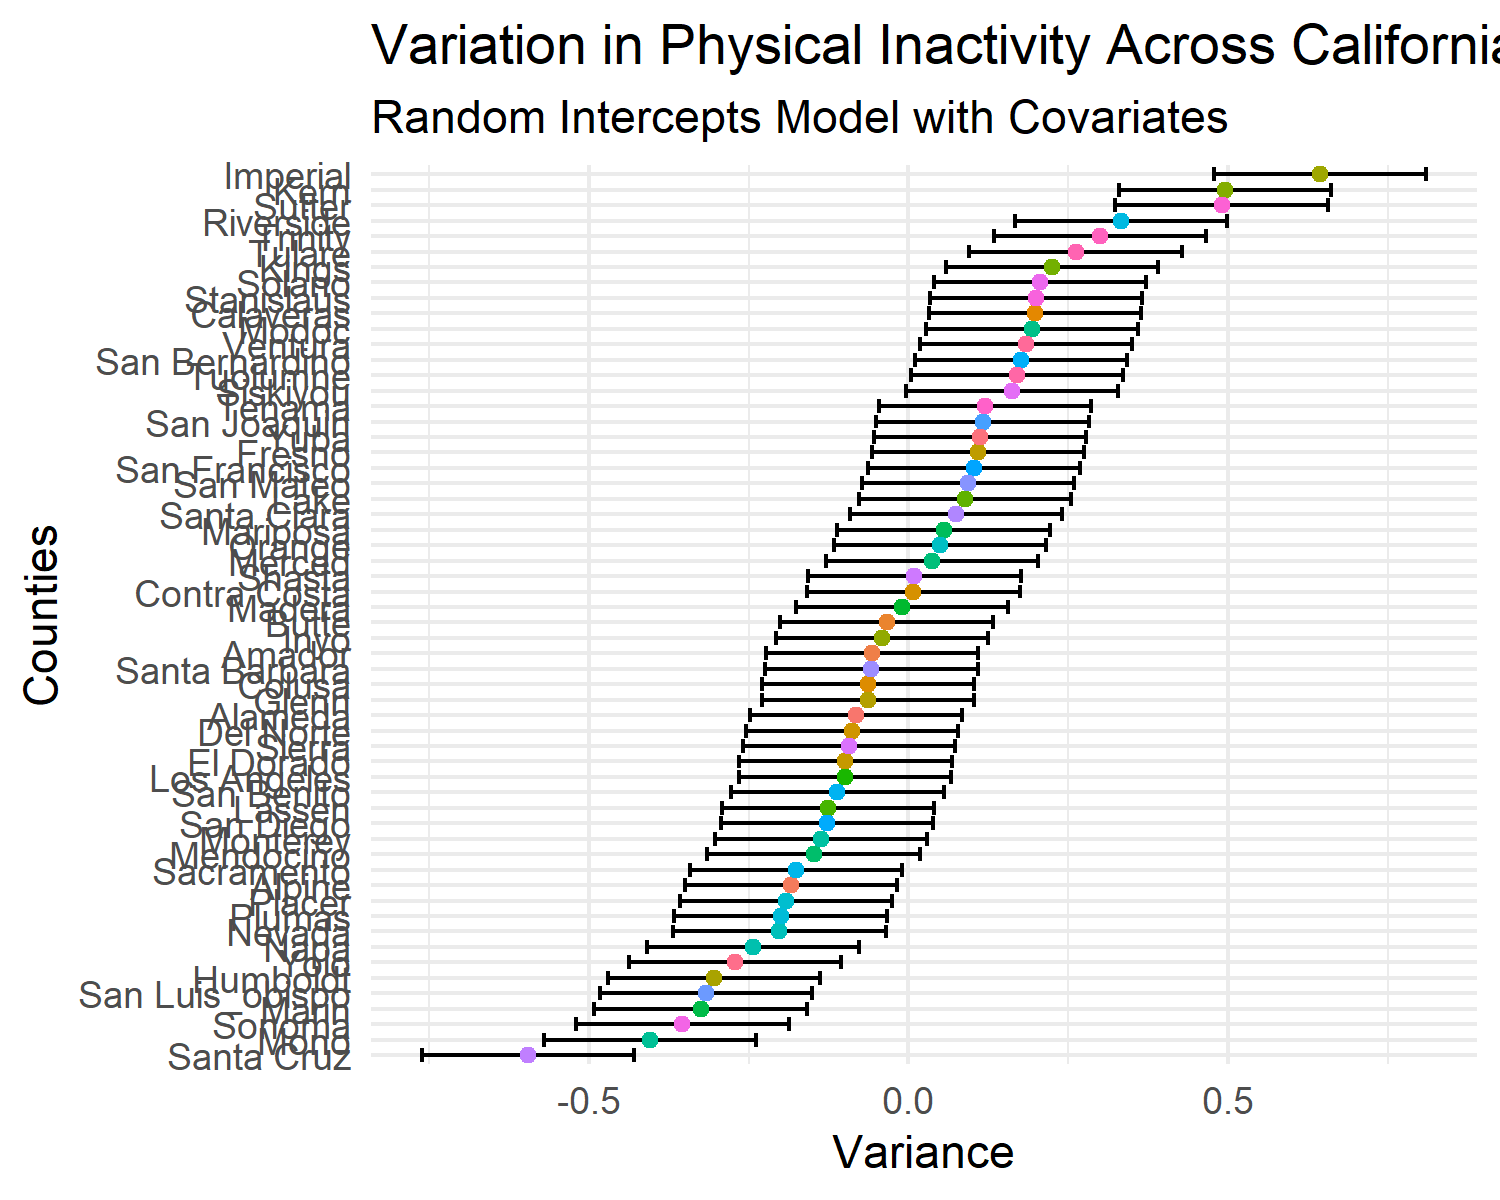 Variation in Physical Inactivity Across California
Random Intercepts Model with Covariates
Imperial
Kern
Sutter
Riverside
Trinity
Tulare
Kings
Solano
Stanislaus
Calaveras
Modoc
Ventura
San Bernardino
Tuolumne
Siskiyou
Tehama
San Joaquin
Yuba
Fresno
San Francisco
San Mateo
Lake
Santa Clara
Mariposa
Orange
Merced
Shasta
Contra Costa
Madera
Butte
Inyo
Amador
Santa Barbara
Colusa
Glenn
Alameda
Del Norte
Sierra
El Dorado
Los Angeles
San Benito
Lassen
San Diego
Monterey
Mendocino
Sacramento
Alpine
Placer
Plumas
Nevada
Napa
Yolo
Humboldt
San Luis_obispo
Marin
Sonoma
Mono
Santa Cruz
Counties
-0.5
0.0
0.5
Variance